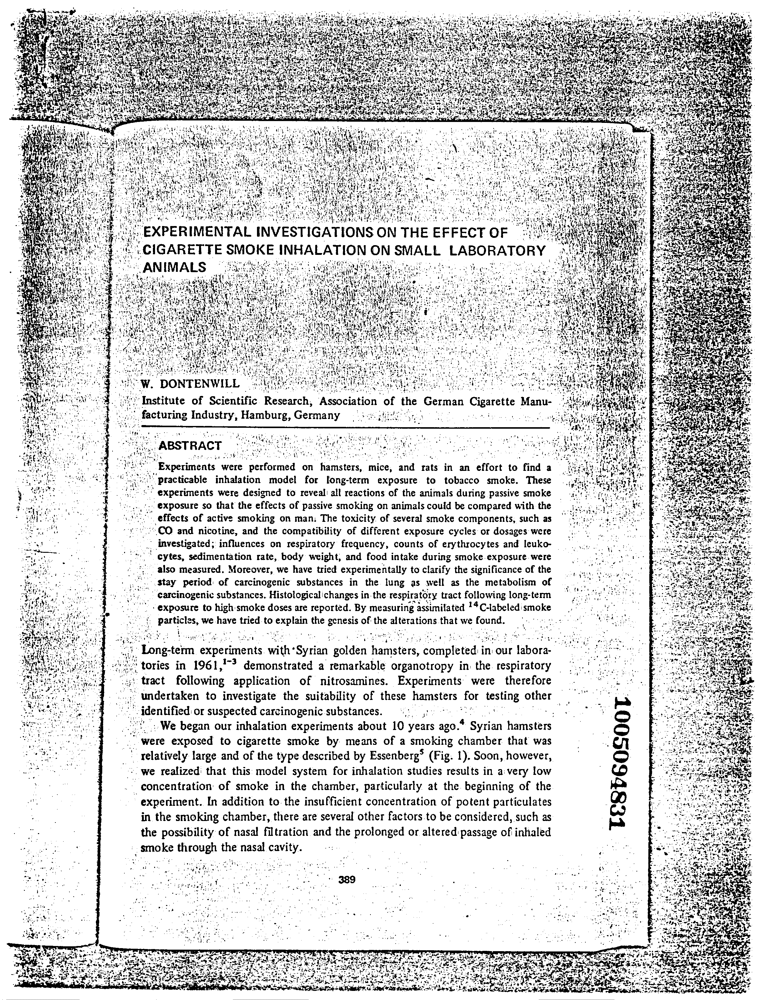 EXPERIMENTAL INVESTIGATIONS ON THE EFFECT OF
CIGARETTE SMOKE INHALATION ON SMALL LABORATORY
ANIMALS
W. DONTENWILL
Institute of Scientific Research, Association of the German Cigarette Manu-
facturing Industry, Hamburg, Germany
ABSTRACT
Experiments were performed on hamsters, mice, and rats in an effort to find a
practicable inhalation model for long-term exposure to tobacco smoke. These
experiments were designed to reveal all reactions of the animals during passive smoke
exposure so that the effects of passive smoking on animals could be compared with the
effects of active smoking on man. The toxicity of several smoke components, such as
CO and nicotine, and the compatibility of different exposure cycles or dosages were
investigated; influences on respiratory frequency, counts of erythrocytes and leuko-
cytes, sedimentation rate, body weight, and food intake during smoke exposure were
also measured. Moreover, we have tried experimentally to clarify the significance of the
stay period of carcinogenic substances in the lung as well as the metabolism of
carcinogenic substances. Histological changes in the respiratory tract following long-term
exposure to high smoke doses are reported. By measuring assimilated ¹⁴C-labeled smoke
particles, we have tried to explain the genesis of the alterations that we found.
Long-term experiments with Syrian golden hamsters, completed in our labora-
tories in 1961,¹⁻³ demonstrated a remarkable organotropy in the respiratory
tract following application of nitrosamines. Experiments were therefore
undertaken to investigate the suitability of these hamsters for testing other
identified or suspected carcinogenic substances.
We began our inhalation experiments about 10 years ago.⁴ Syrian hamsters
were exposed to cigarette smoke by means of a smoking chamber that was
relatively large and of the type described by Essenberg⁵ (Fig. 1). Soon, however,
we realized that this model system for inhalation studies results in a very low
concentration of smoke in the chamber, particularly at the beginning of the
experiment. In addition to the insufficient concentration of potent particulates
in the smoking chamber, there are several other factors to be considered, such as
the possibility of nasal filtration and the prolonged or altered passage of inhaled
smoke through the nasal cavity.
389
1005094831